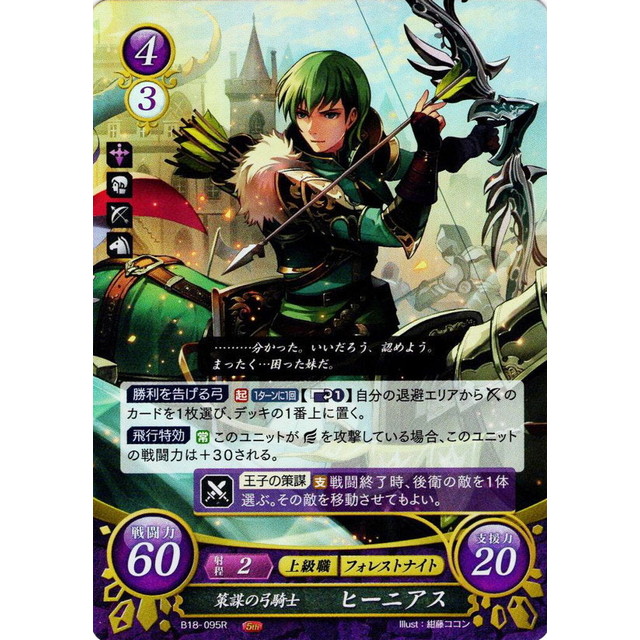 4
3
………分かった。いいだろう、認めよう。
まったく…困った妹だ。
勝利を告げる弓 起 1ターンに1回【1】自分の退避エリアからの
カードを1枚選び、デッキの1番上に置く。
飛行特効 常 このユニットがを攻撃している場合、このユニット
の戦闘力は+30される。
王子の策謀 支 戦闘終了時、後衛の敵を1体
選ぶ。その敵を移動させてもよい。
戦闘力
60
射程 2
上級職 フォレストナイト
支援力
20
策謀の弓騎士 ヒーニアス
B18-095R 5th Illust:紺藤ココン